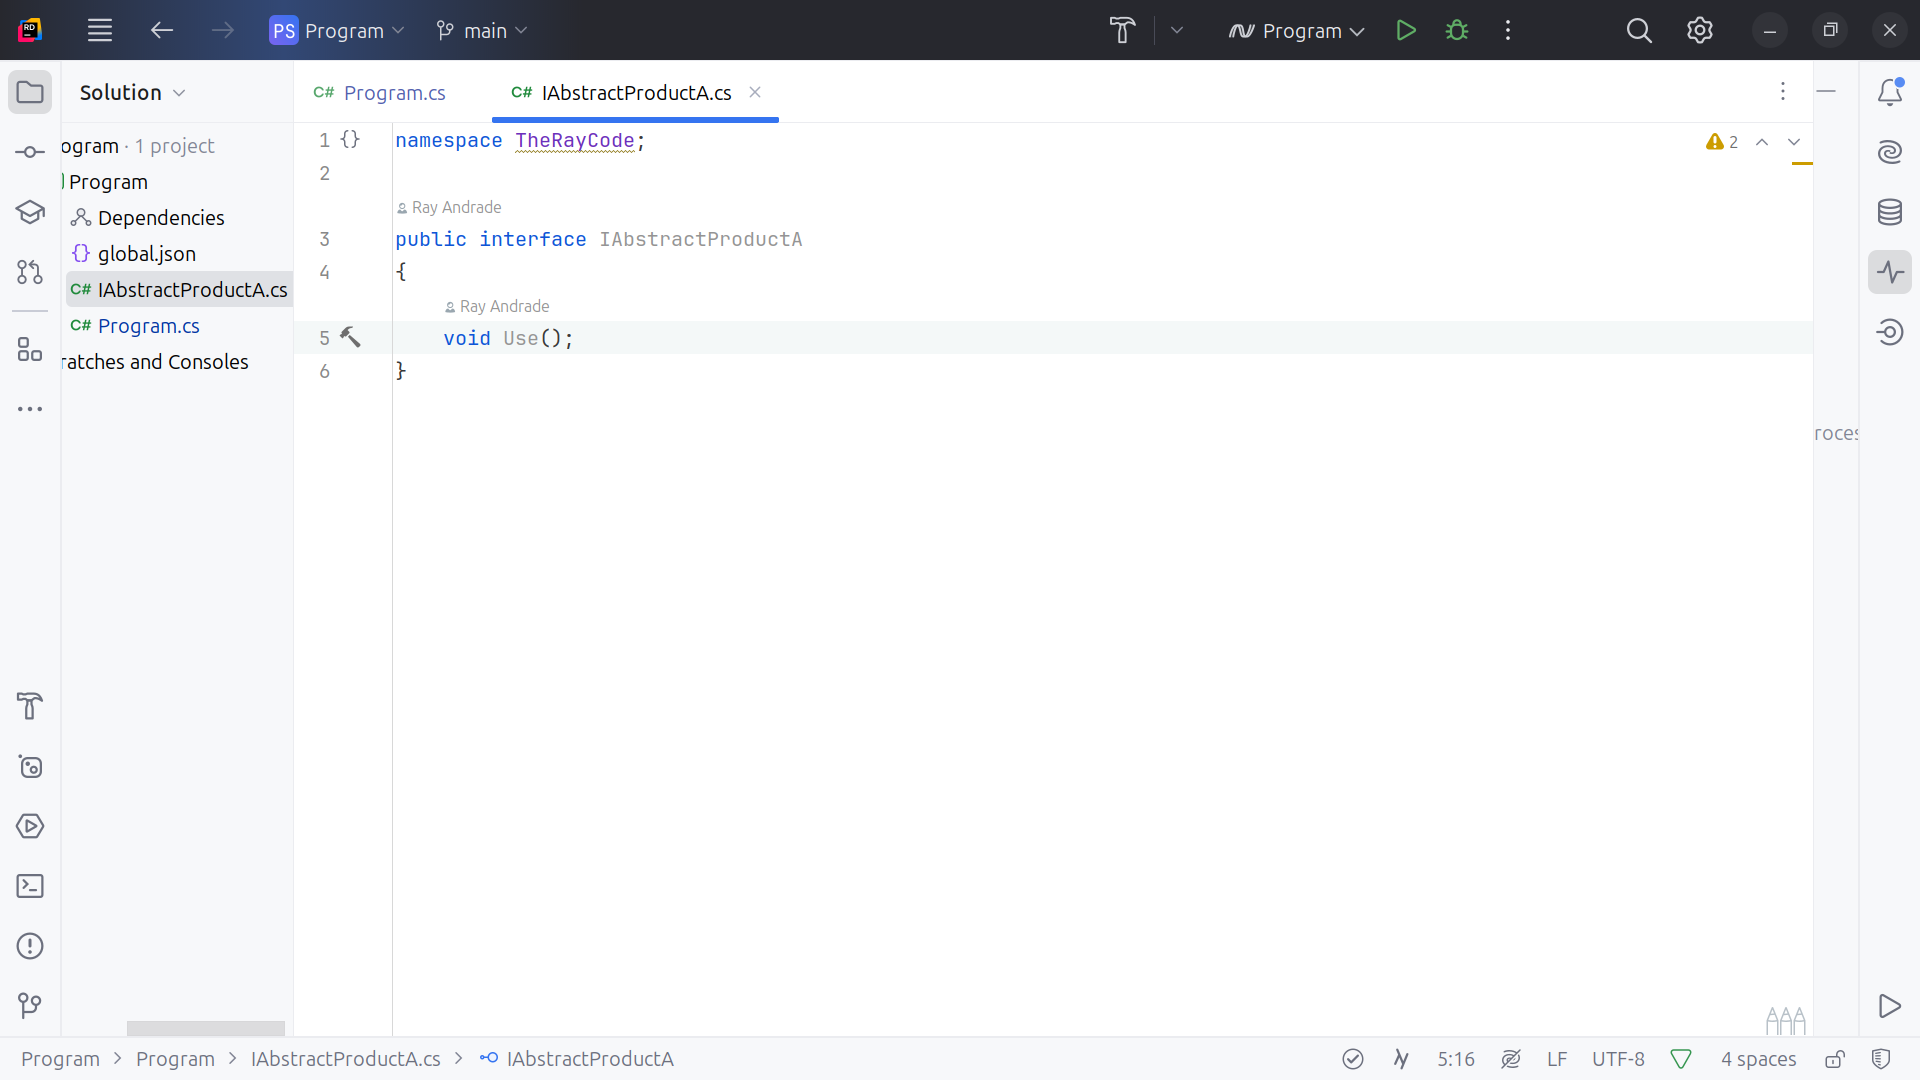 PS Program main Program
Solution
Program.cs
IAbstractProductA.cs
ogram · 1 project
Program
Dependencies
global.json
IAbstractProductA.cs
Program.cs
ratches and Consoles
1 {} namespace TheRayCode;
2
Ray Andrade
3 public interface IAbstractProductA
4 {
Ray Andrade
5 void Use();
6 }
2
roces
Program > Program > IAbstractProductA.cs > IAbstractProductA
5:16 LF UTF-8 4 spaces